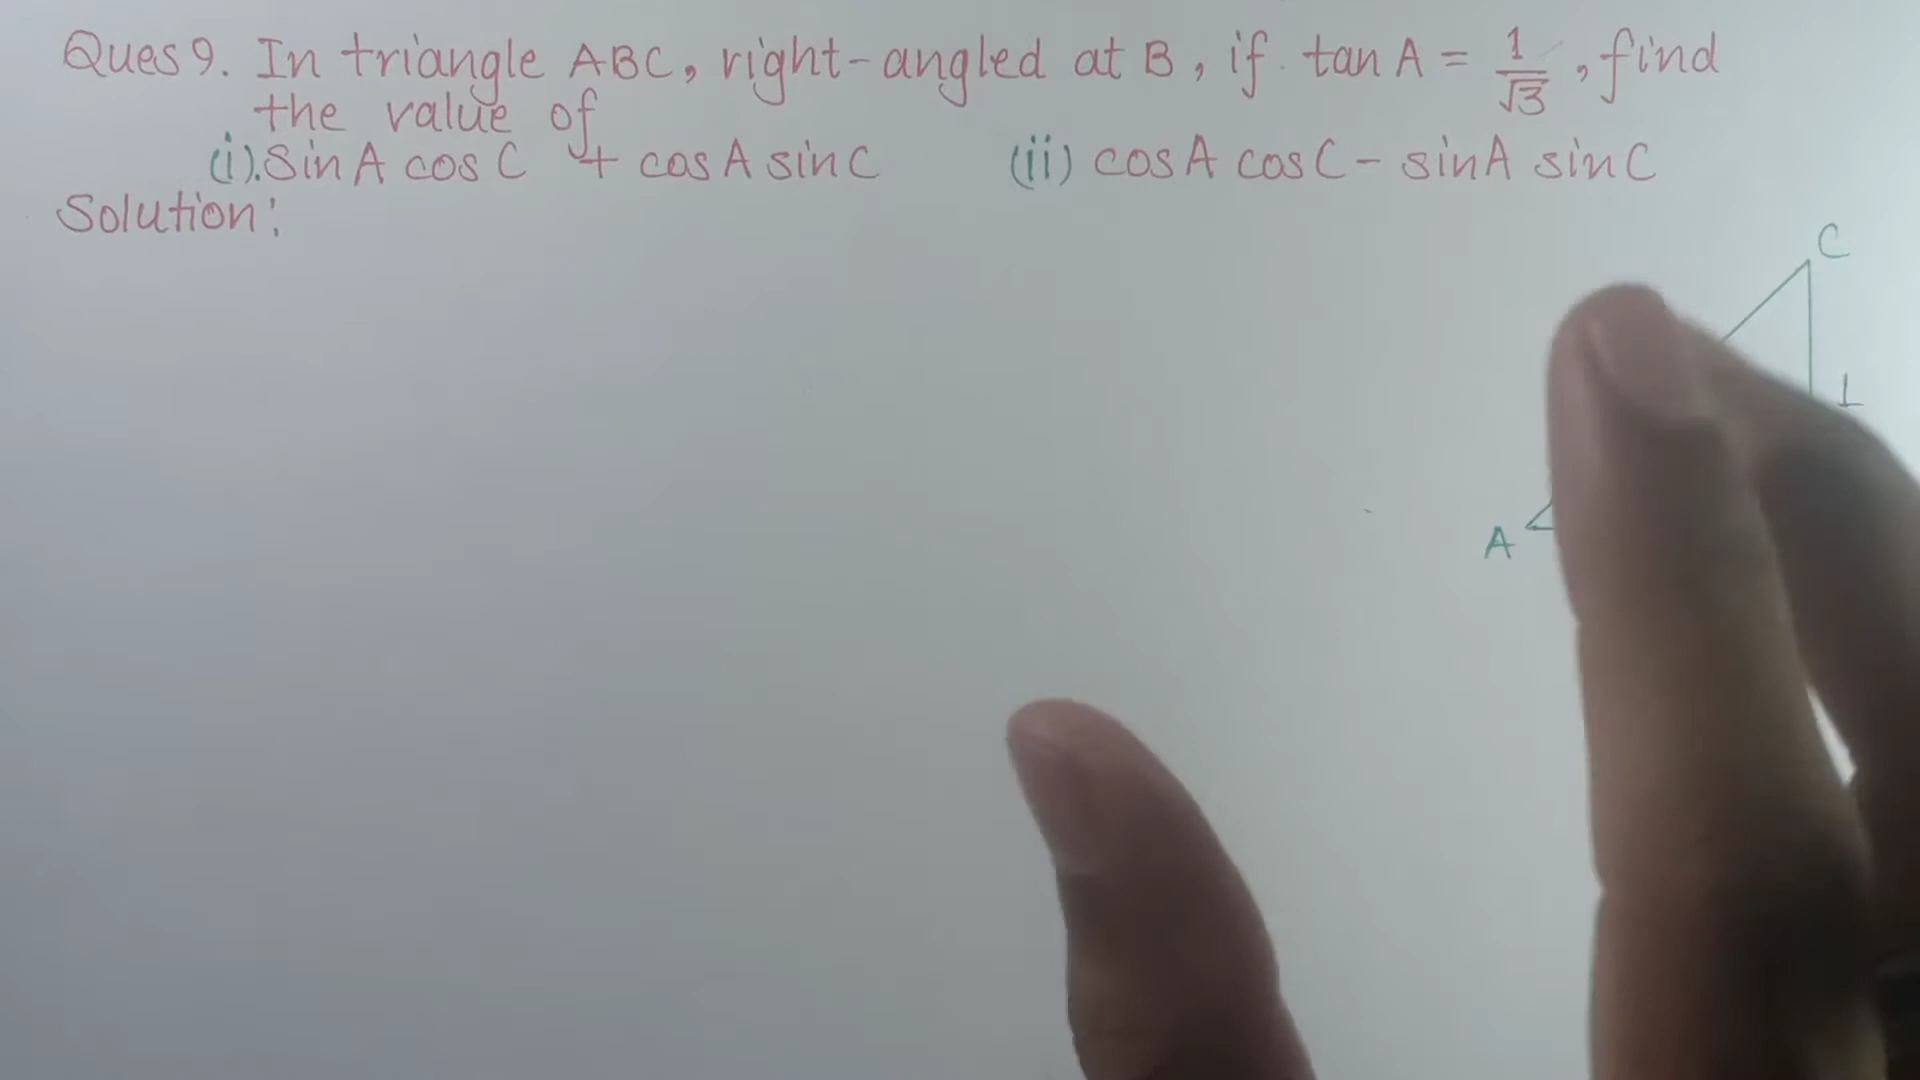 Ques 9. In triangle ABC, right-angled at B, if tan A = 1/√3, find
the value of
(i). sin A cos C + cos A sin C (ii) cos A cos C - sin A sin C
Solution:
C
1
A